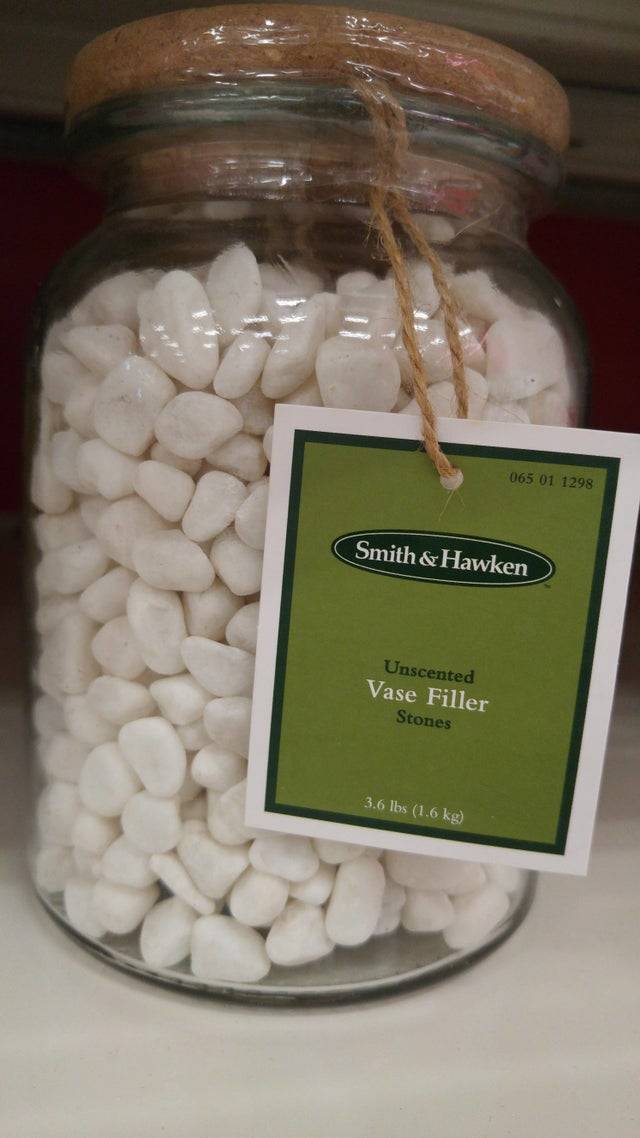 065 01 1298
Smith & Hawken
Unscented
Vase Filler
Stones
3.6 lbs (1.6 kg)